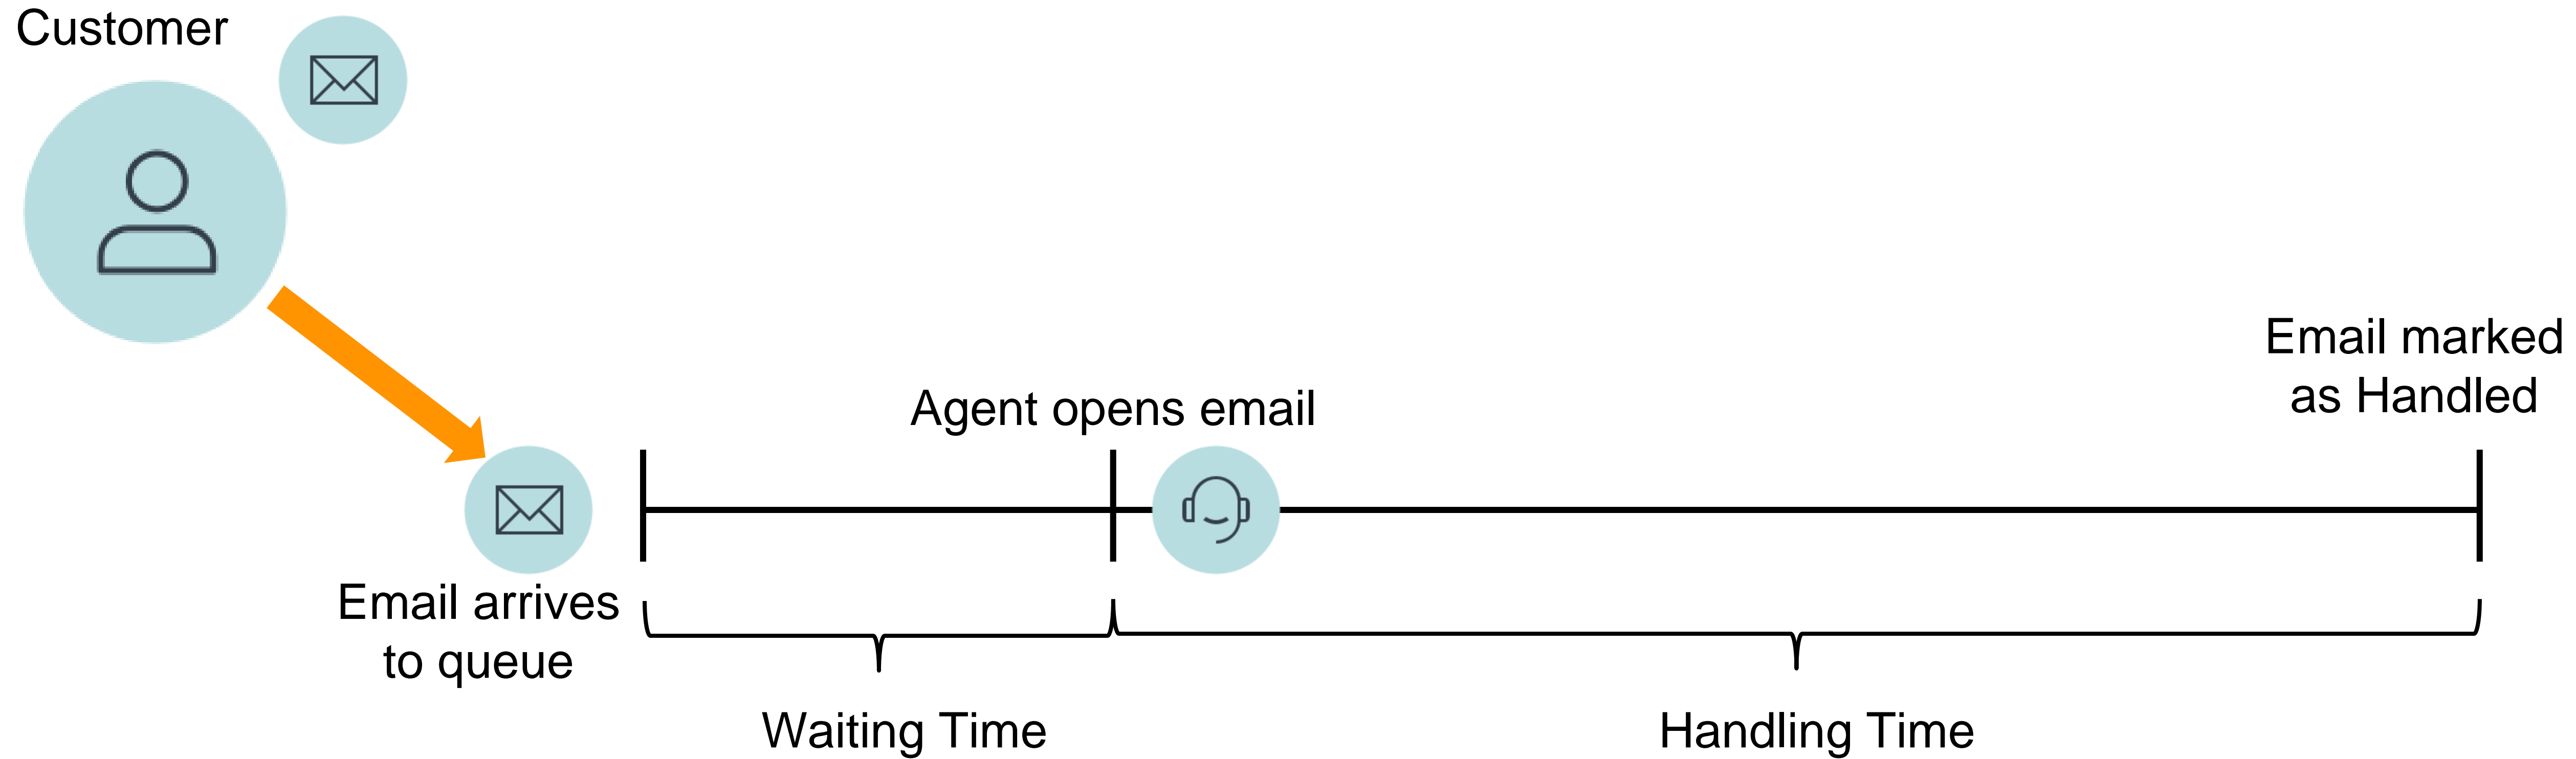 Customer
Email marked
as Handled
Agent opens email
Email arrives
to queue
Waiting Time
Handling Time